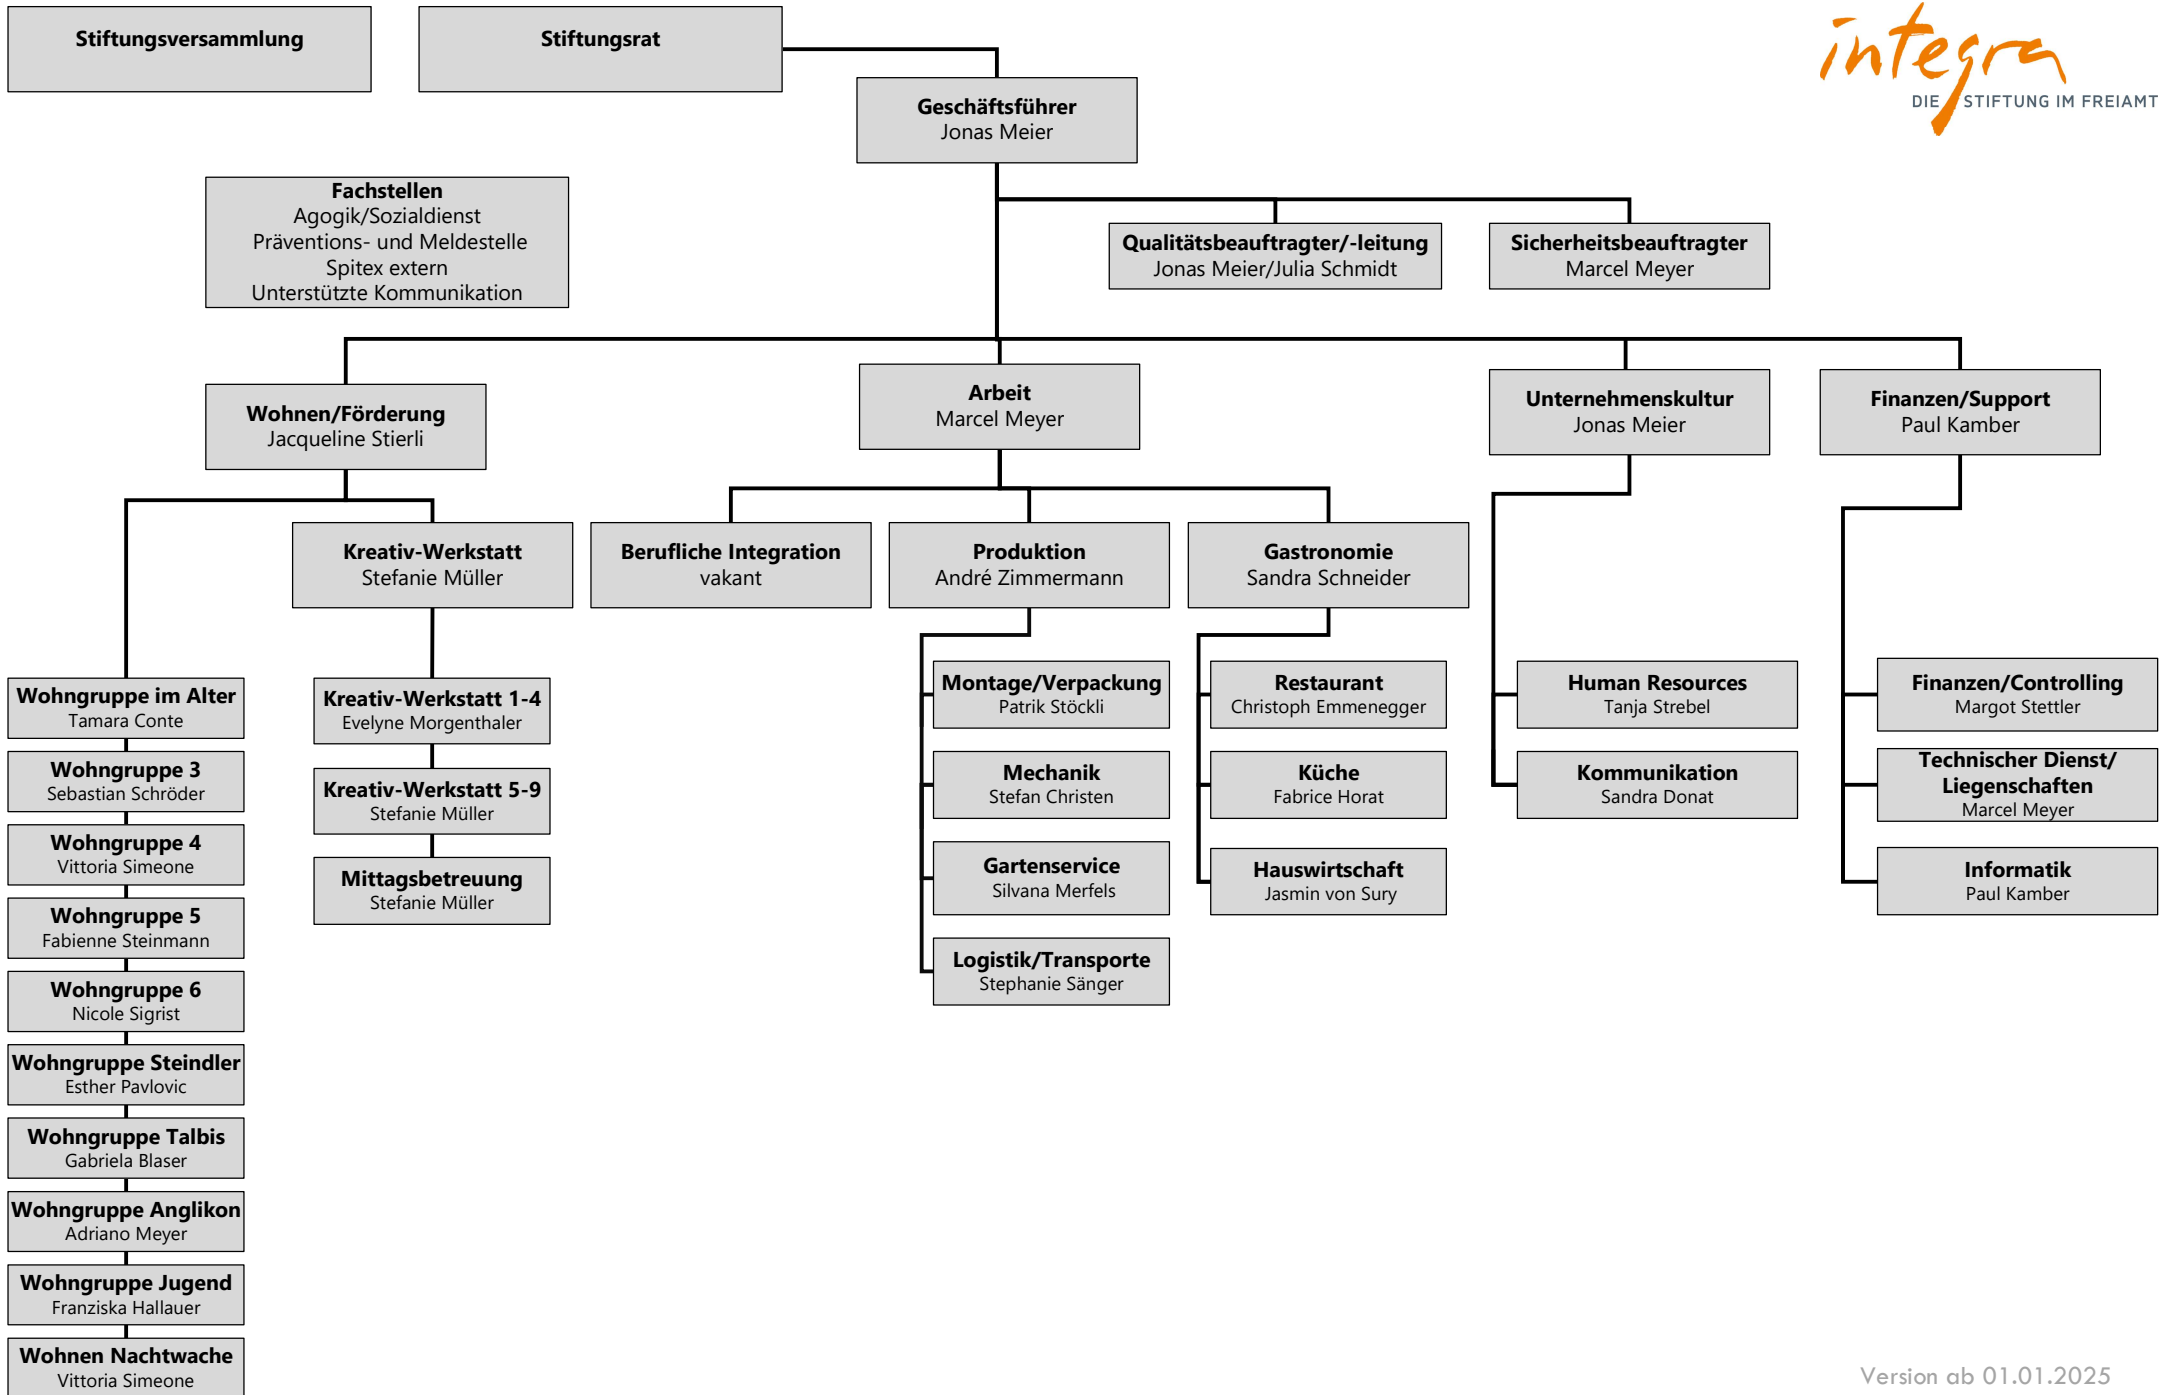 Stiftungsversammlung
Stiftungsrat
integra
DIE STIFTUNG IM FREIAMT
Geschäftsführer
Jonas Meier
Fachstellen
Agogik/Sozialdienst
Präventions- und Meldestelle
Spitex extern
Unterstützte Kommunikation
Qualitätsbeauftragter/-leitung
Jonas Meier/Julia Schmidt
Sicherheitsbeauftragter
Marcel Meyer
Wohnen/Förderung
Jacqueline Stierli
Arbeit
Marcel Meyer
Unternehmenskultur
Jonas Meier
Finanzen/Support
Paul Kamber
Kreativ-Werkstatt
Stefanie Müller
Berufliche Integration
vakant
Produktion
André Zimmermann
Gastronomie
Sandra Schneider
Wohngruppe im Alter
Tamara Conte
Wohngruppe 3
Sebastian Schröder
Wohngruppe 4
Vittoria Simeone
Wohngruppe 5
Fabienne Steinmann
Wohngruppe 6
Nicole Sigrist
Wohngruppe Steindler
Esther Pavlovic
Wohngruppe Talbis
Gabriela Blaser
Wohngruppe Anglikon
Adriano Meyer
Wohngruppe Jugend
Franziska Hallauer
Wohnen Nachtwache
Vittoria Simeone
Kreativ-Werkstatt 1-4
Evelyne Morgenthaler
Kreativ-Werkstatt 5-9
Stefanie Müller
Mittagsbetreuung
Stefanie Müller
Montage/Verpackung
Patrik Stöckli
Mechanik
Stefan Christen
Gartenservice
Silvana Merfels
Logistik/Transporte
Stephanie Sänger
Restaurant
Christoph Emmenegger
Küche
Fabrice Horat
Hauswirtschaft
Jasmin von Sury
Human Resources
Tanja Strebel
Kommunikation
Sandra Donat
Finanzen/Controlling
Margot Stettler
Technischer Dienst/
Liegenschaften
Marcel Meyer
Informatik
Paul Kamber
Version ab 01.01.2025